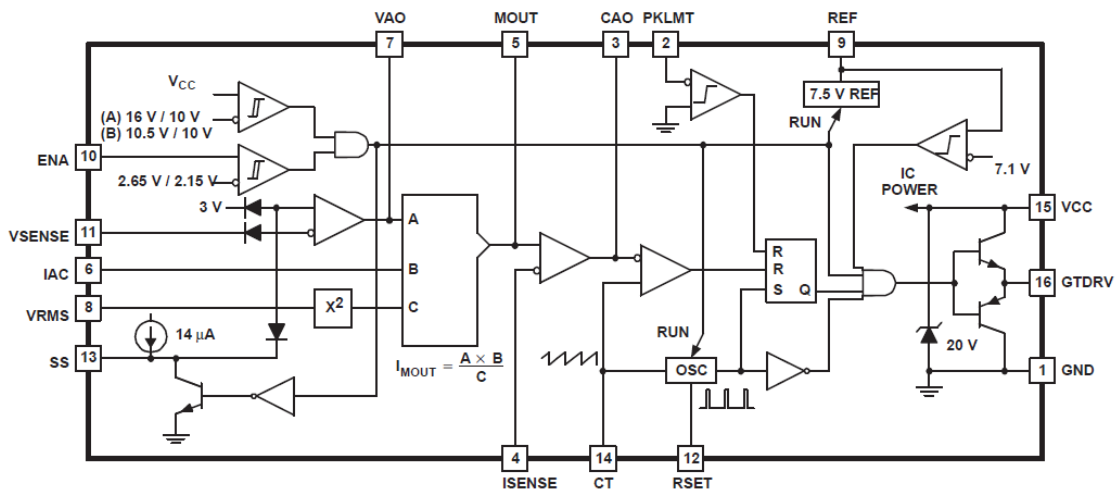 VAO
7
MOUT
5
CAO
3
PKLMT
2
REF
9
VCC
(A) 16 V / 10 V
(B) 10.5 V / 10 V
7.5 V REF
RUN
ENA
10
2.65 V / 2.15 V
7.1 V
IC
POWER
3 V
VCC
15
VSENSE
11
A
IAC
6
B
R
R
S
Q
GTDRV
16
VRMS
8
X²
C
14 µA
RUN
20 V
SS
13
I_MOUT = A × B / C
OSC
GND
1
4
ISENSE
14
CT
12
RSET